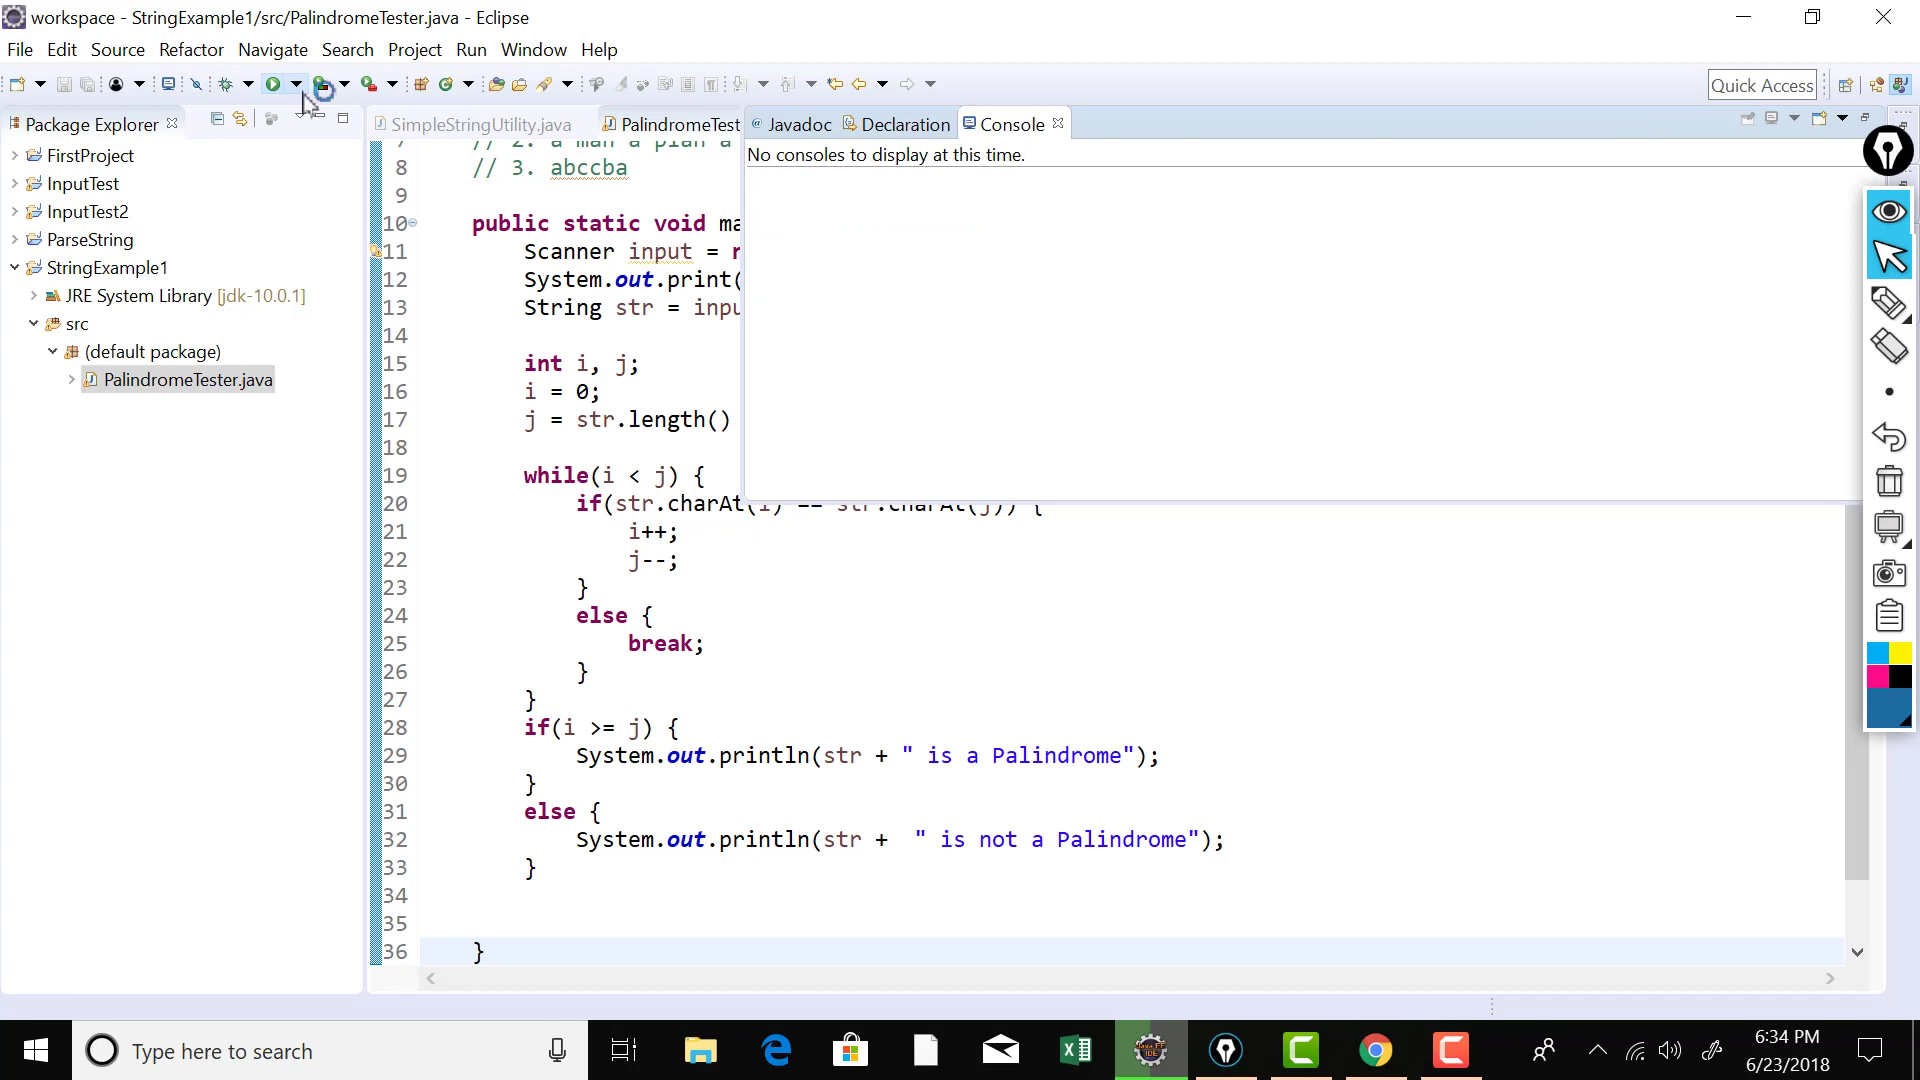 workspace - StringExample1/src/PalindromeTester.java - Eclipse
File Edit Source Refactor Navigate Search Project Run Window Help
Quick Access
Package Explorer
SimpleStringUtility.java
PalindromeTest
Javadoc
Declaration
Console
No consoles to display at this time.
FirstProject
InputTest
InputTest2
ParseString
StringExample1
JRE System Library [jdk-10.0.1]
src
(default package)
PalindromeTester.java
7 // 2. a man a plan a
8 // 3. abccba
9
10 public static void ma
11 Scanner input =
12 System.out.print(
13 String str = inpu
14
15 int i, j;
16 i = 0;
17 j = str.length()
18
19 while(i < j) {
20 if(str.charAt(i) == str.charAt(j)) {
21 i++;
22 j--;
23 }
24 else {
25 break;
26 }
27 }
28 if(i >= j) {
29 System.out.println(str + " is a Palindrome");
30 }
31 else {
32 System.out.println(str +  " is not a Palindrome");
33 }
34
35
36 }
Type here to search
6:34 PM
6/23/2018